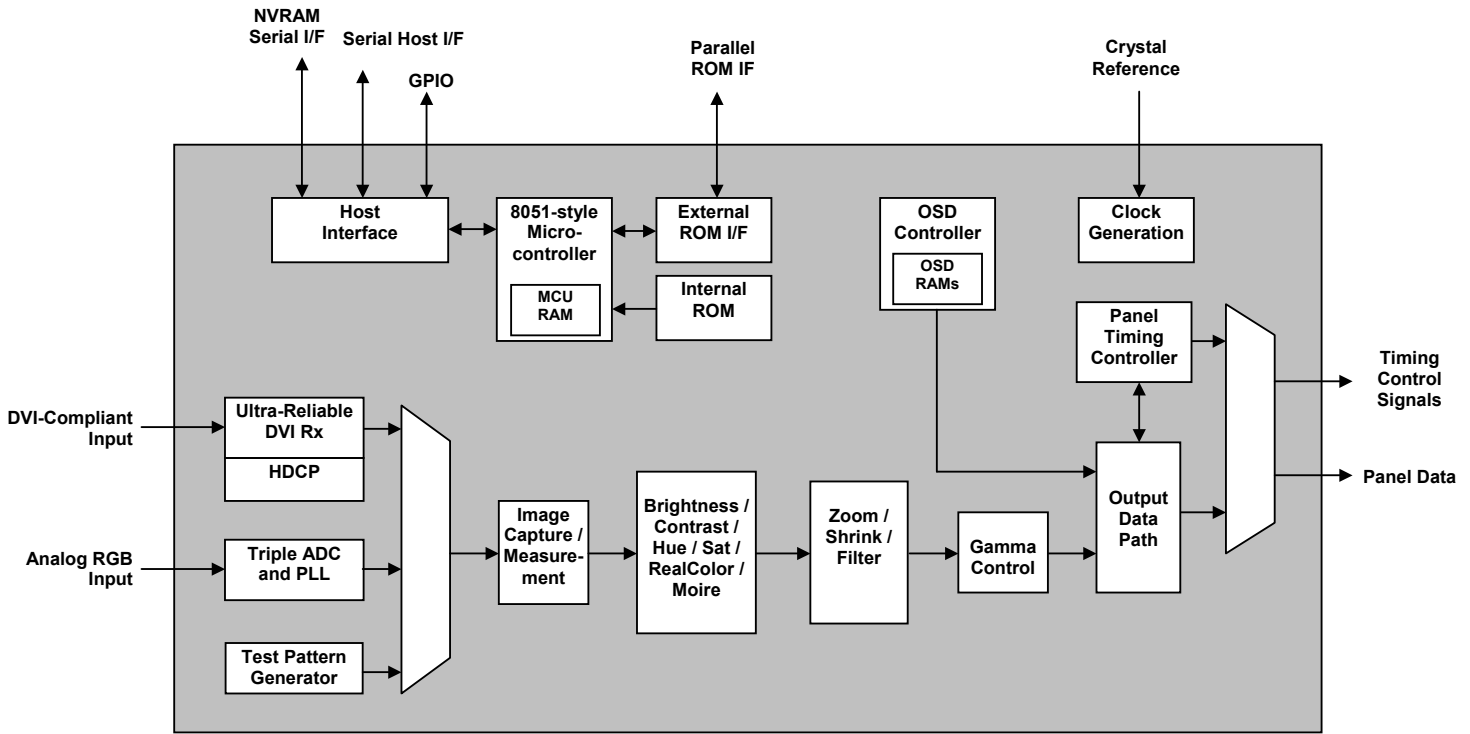 NVRAM
Serial I/F
Serial Host I/F
GPIO
Parallel
ROM IF
Crystal
Reference
Host
Interface
8051-style
Micro-
controller
MCU
RAM
External
ROM I/F
Internal
ROM
OSD
Controller
OSD
RAMs
Clock
Generation
Panel
Timing
Controller
Timing
Control
Signals
DVI-Compliant
Input
Ultra-Reliable
DVI Rx
HDCP
Analog RGB
Input
Triple ADC
and PLL
Test Pattern
Generator
Image
Capture /
Measure-
ment
Brightness /
Contrast /
Hue / Sat /
RealColor /
Moire
Zoom /
Shrink /
Filter
Gamma
Control
Output
Data
Path
Panel Data